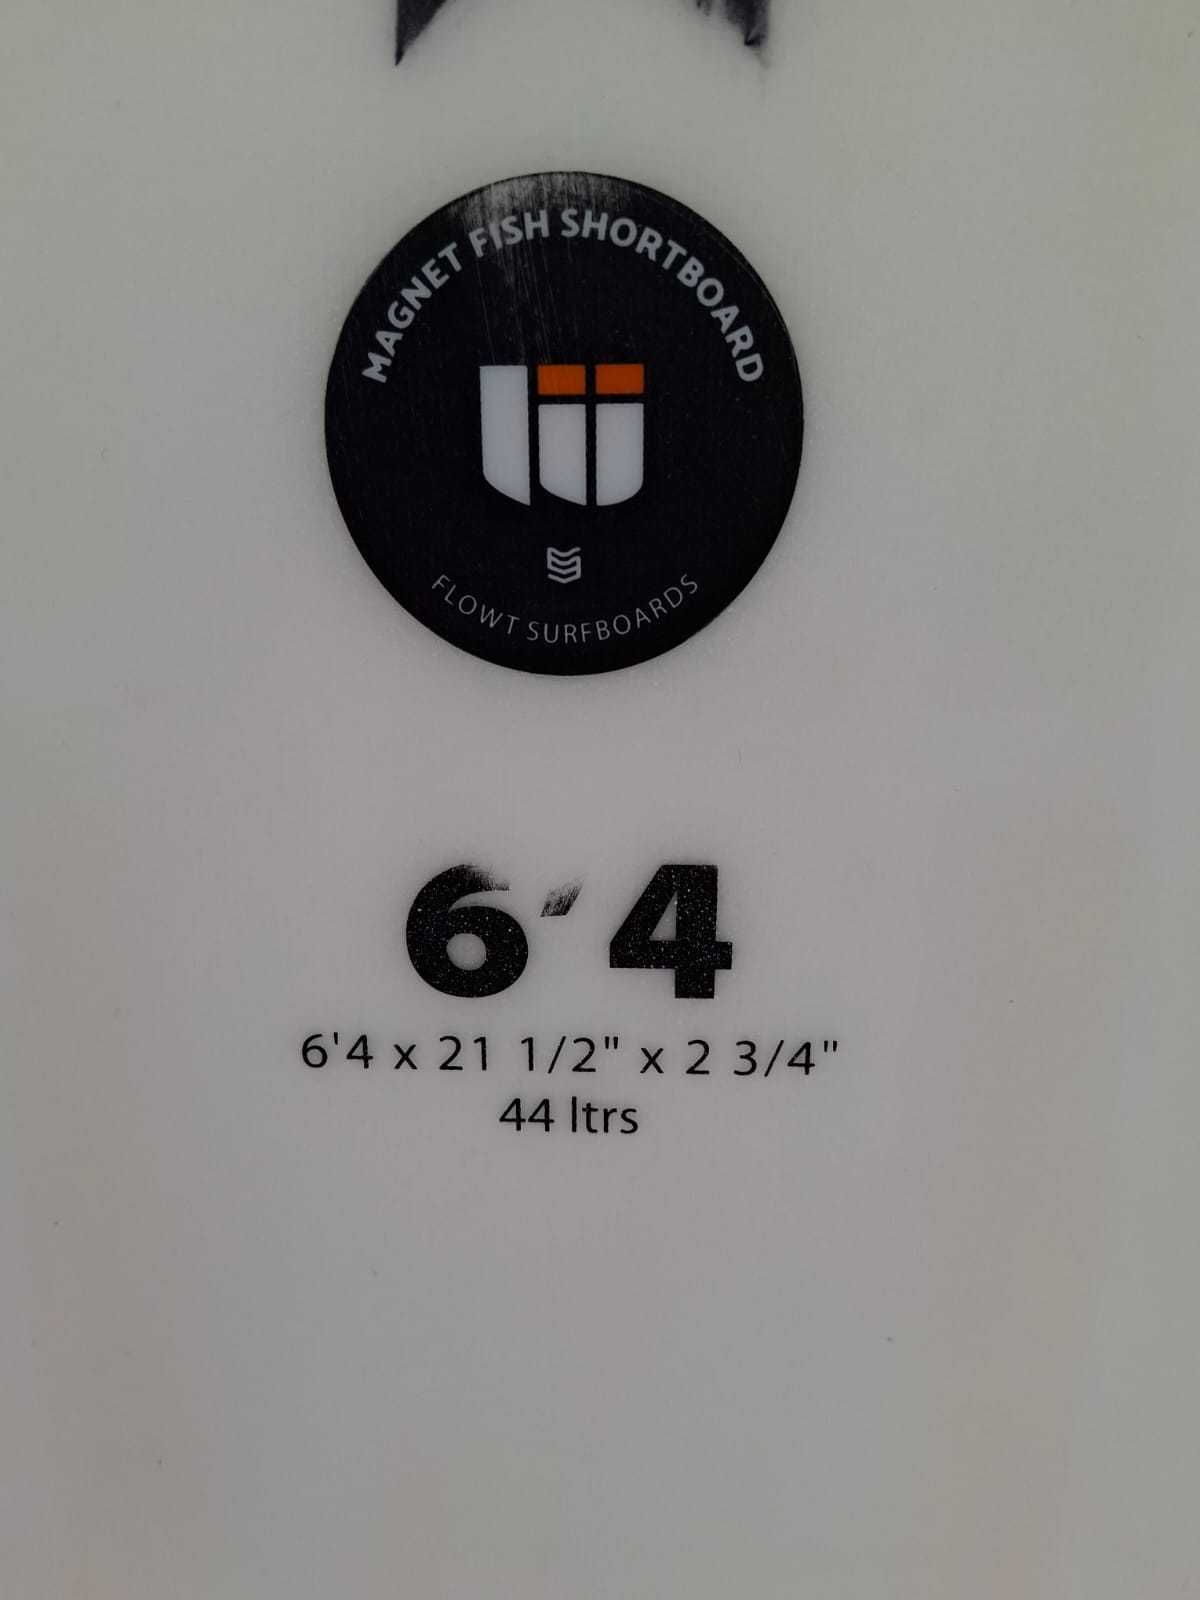 MAGNET FISH SHORTBOARD
FLOWT SURFBOARDS
6'4
6'4 x 21 1/2" x 2 3/4"
44 ltrs